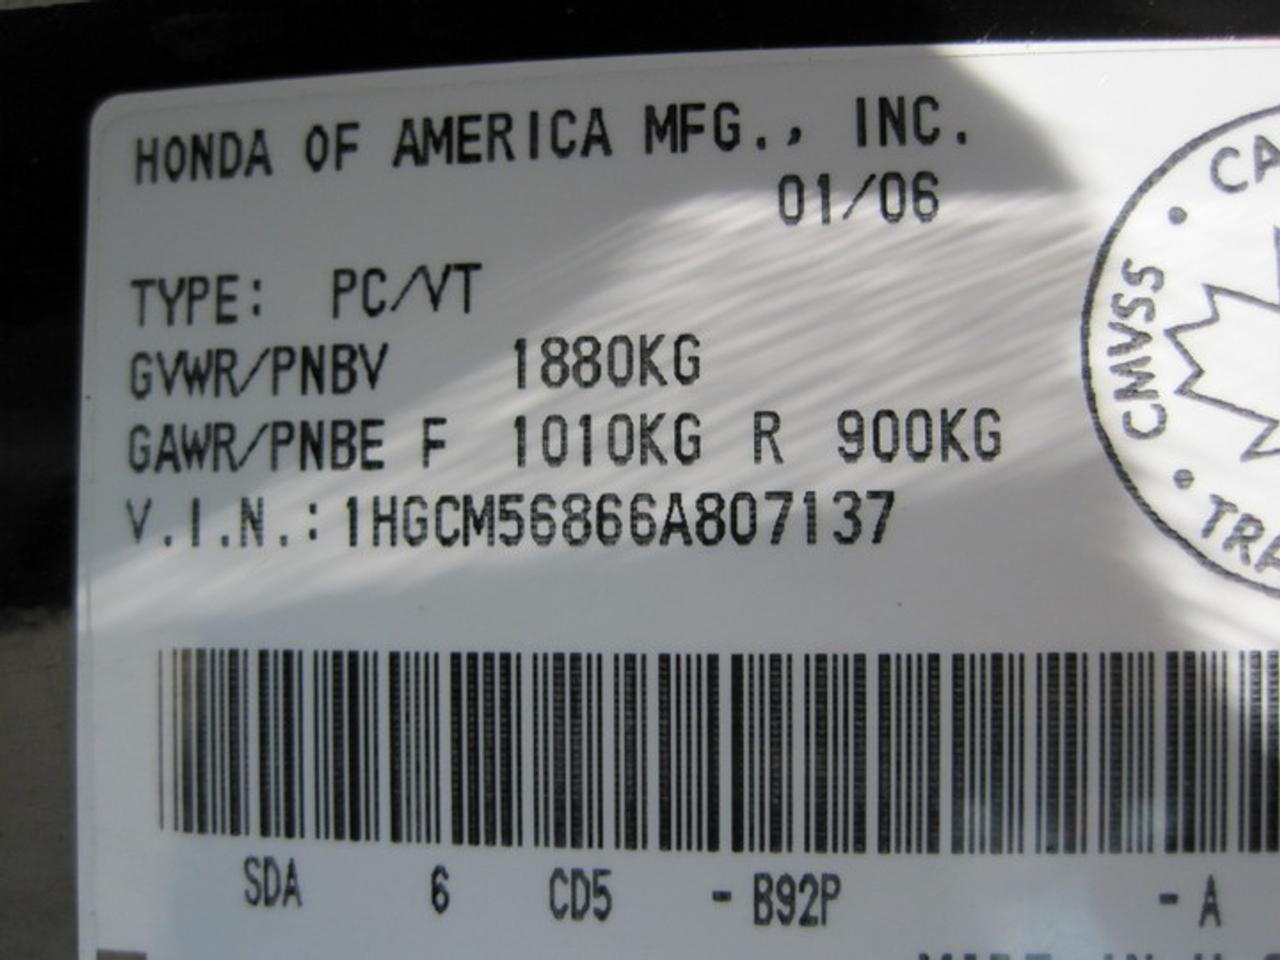 HONDA OF AMERICA MFG., INC.
01/06
TYPE: PC/VT
GVWR/PNBV 1880KG
GAWR/PNBE F 1010KG R 900KG
V.I.N.: 1HGCM56866A807137
CMVSS
SDA 6 CD5 - B92P - A